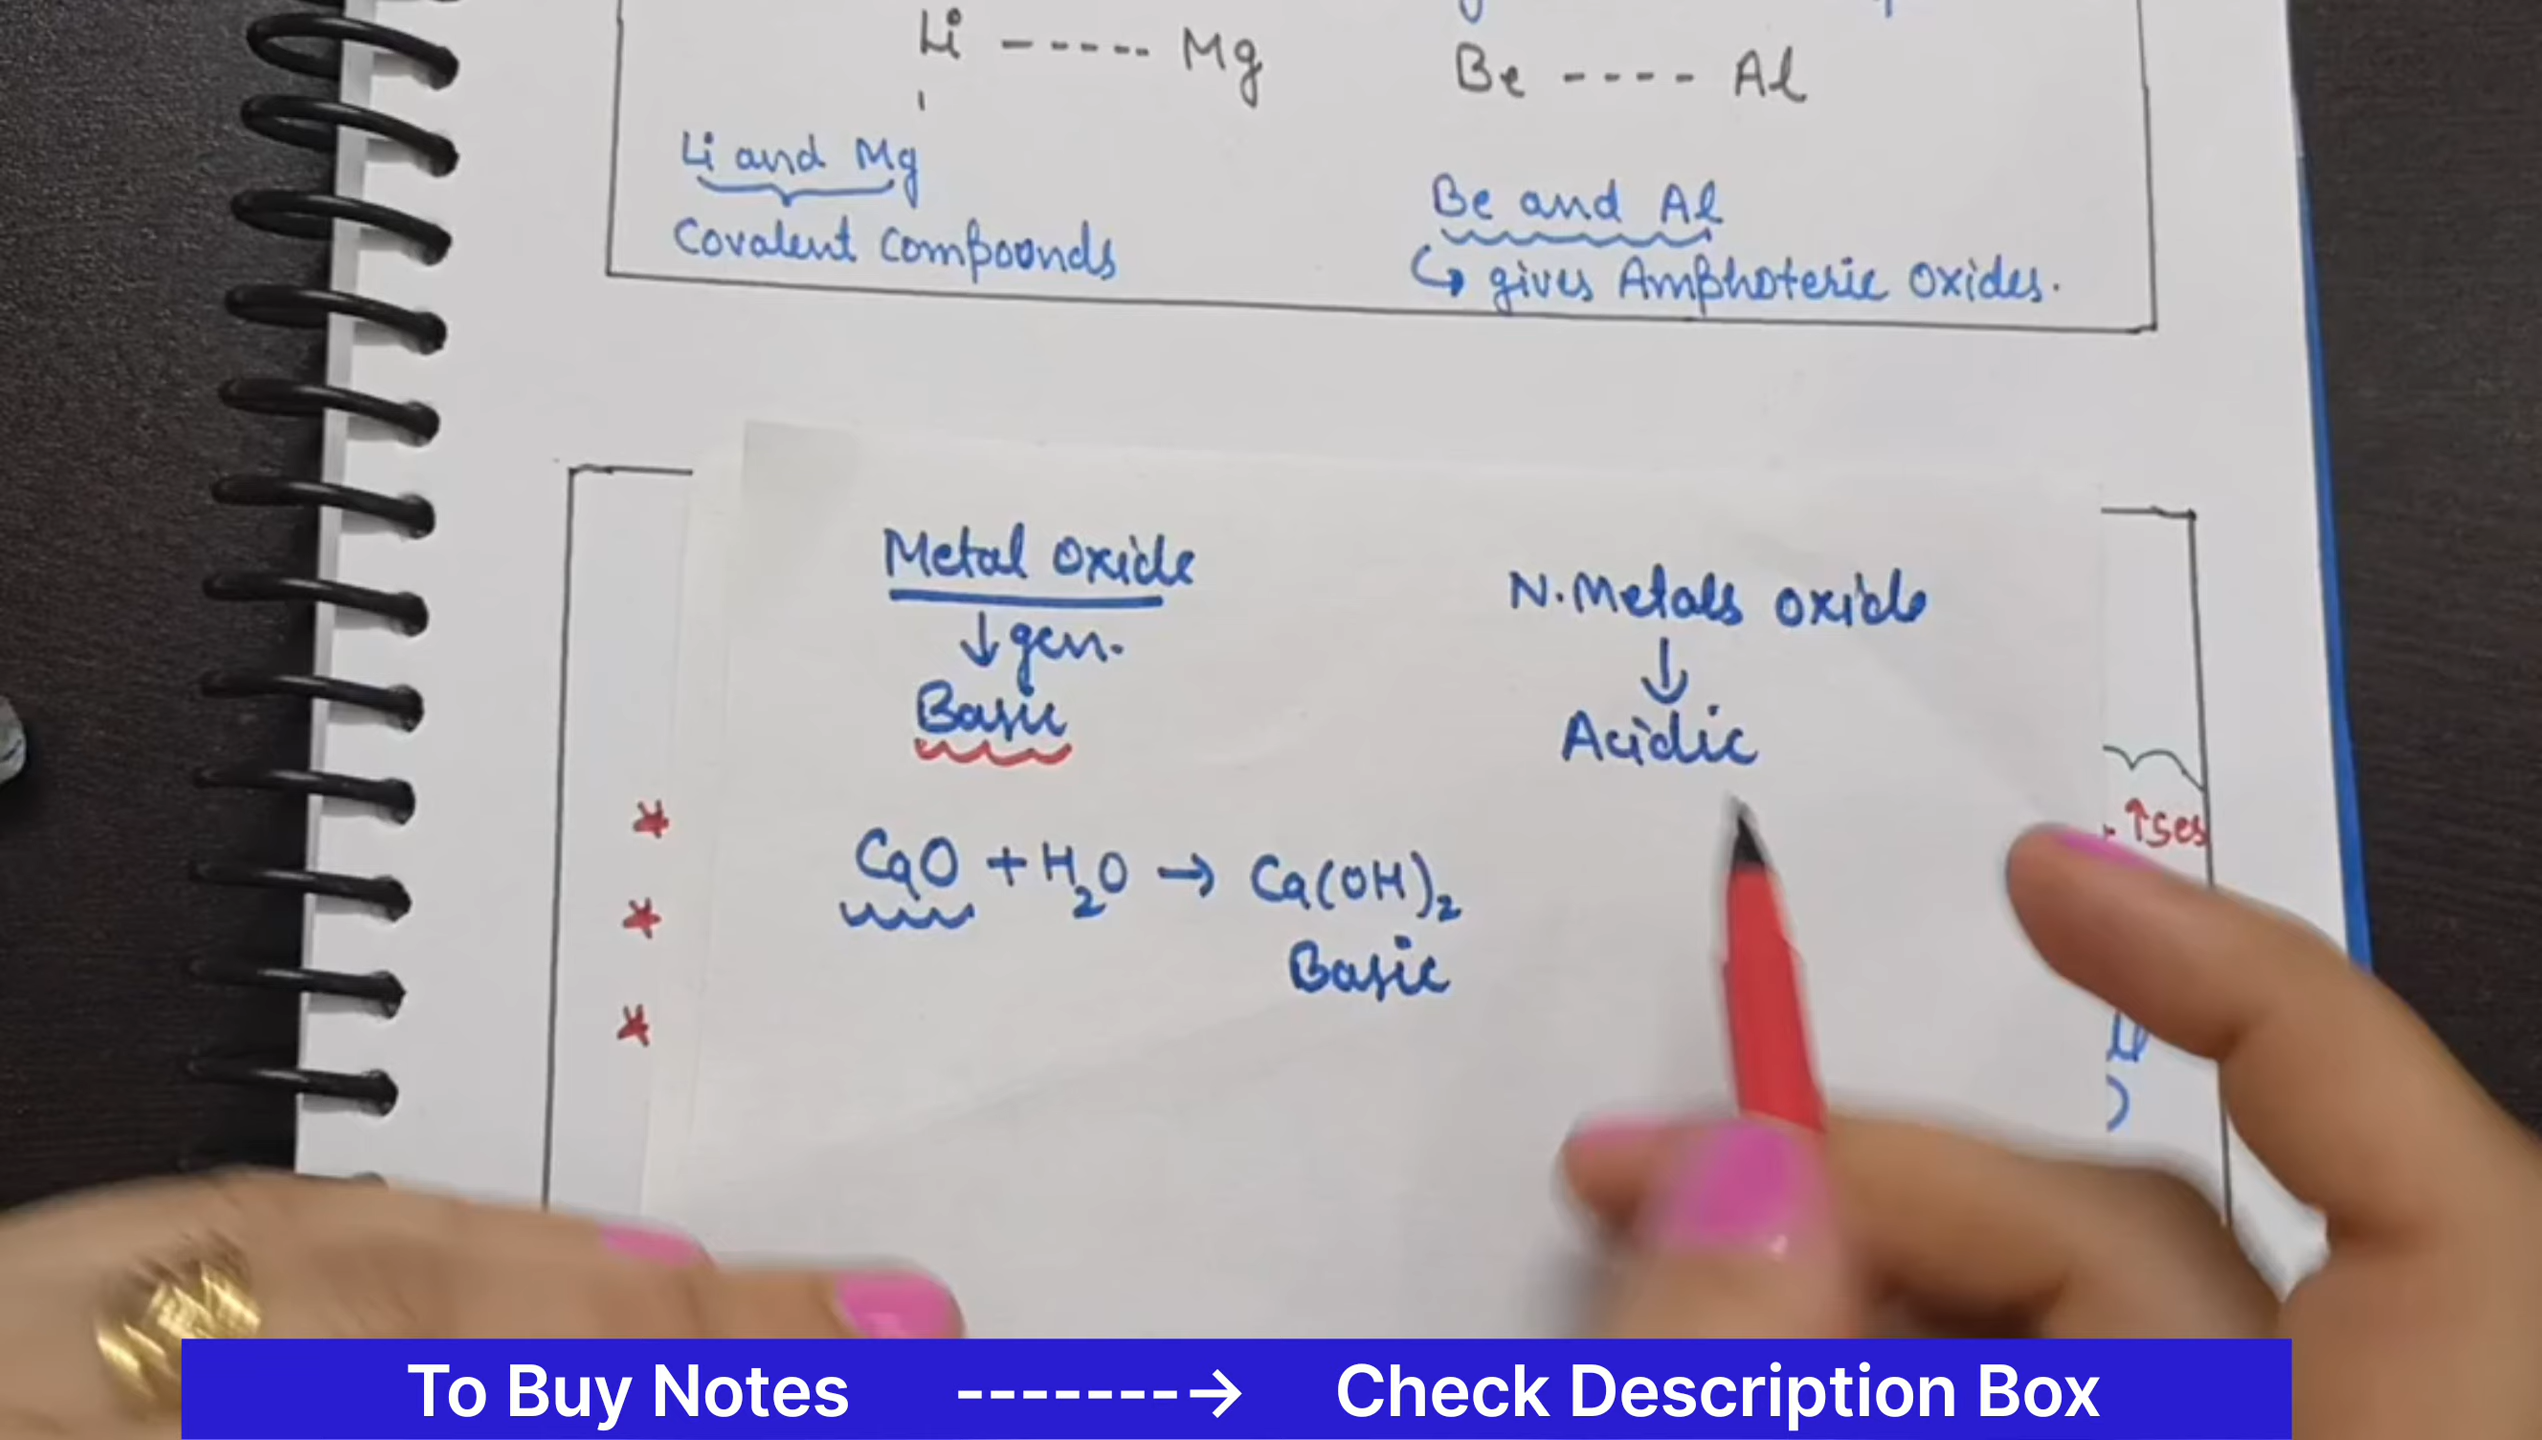 Li ----- Mg
Be ---- Al
Li and Mg
Covalent Compounds
Be and Al
↳ gives Amphoteric Oxides.
Metal Oxide
↓ gen.
Basic
N. Metals oxide
↓
Acidic
CaO + H₂O → Ca(OH)₂
Basic
↑ses
To Buy Notes -------→ Check Description Box